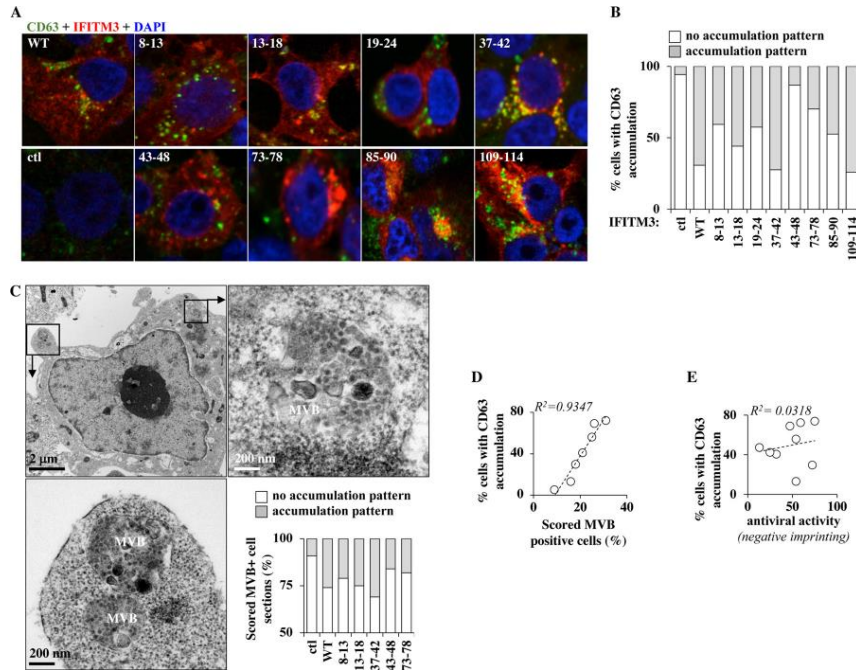 A
CD63 + IFITM3 + DAPI
WT
8-13
13-18
19-24
37-42
ctl
43-48
73-78
85-90
109-114
B
no accumulation pattern
accumulation pattern
% cells with CD63
accumulation
100
50
0
IFITM3:
ctl
WT
8-13
13-18
19-24
37-42
43-48
73-78
85-90
109-114
C
2 μm
MVB
200 nm
MVB
MVB
200 nm
no accumulation pattern
accumulation pattern
Scored MVB+ cell
sections (%)
100
75
50
ctl
WT
8-13
13-18
37-42
43-48
73-78
D
R²=0.9347
% cells with CD63
accumulation
80
40
0
0 20 40
Scored MVB
positive cells (%)
E
R²= 0.0318
% cells with CD63
accumulation
80
40
0
0 50 100
antiviral activity
(negative imprinting)